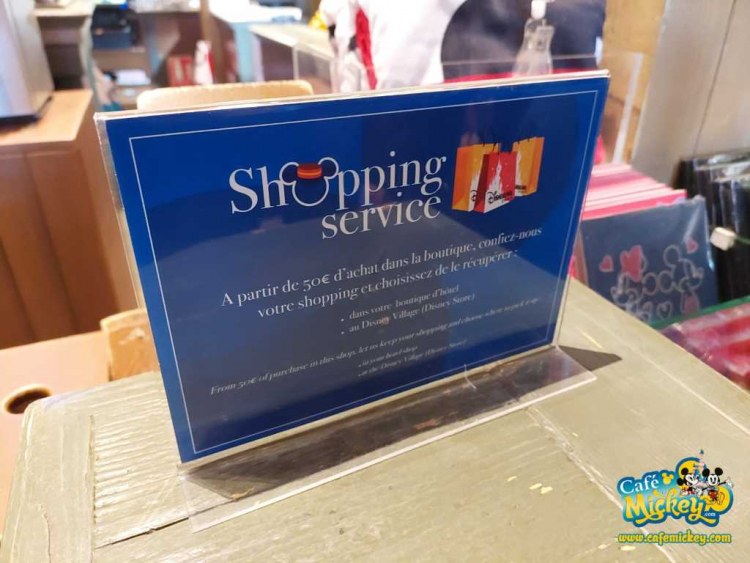 Shopping
service
Disney
A partir de 50€ d'achat dans la boutique, confiez-nous
votre shopping et choisissez de le récupérer :
- dans votre boutique d'hôtel
- au Disney Village (Disney Store)
From 50€ of purchase in this shop, let us keep your shopping and choose where to pick it up :
- in your hotel shop
- at the Disney Village (Disney Store)
Café
Mickey.com
www.cafemickey.com